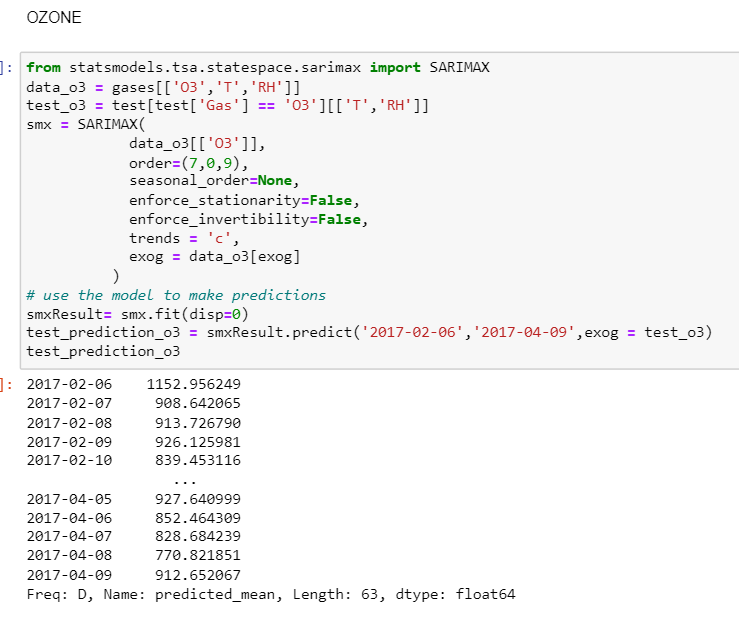 OZONE
]: from statsmodels.tsa.statespace.sarimax import SARIMAX
data_o3 = gases[['O3','T','RH']]
test_o3 = test[test['Gas'] == 'O3'][['T','RH']]
smx = SARIMAX(
            data_o3[['O3']],
            order=(7,0,9),
            seasonal_order=None,
            enforce_stationarity=False,
            enforce_invertibility=False,
            trends = 'c',
            exog = data_o3[exog]
          )
# use the model to make predictions
smxResult= smx.fit(disp=0)
test_prediction_o3 = smxResult.predict('2017-02-06','2017-04-09',exog = test_o3)
test_prediction_o3
]: 2017-02-06    1152.956249
2017-02-07     908.642065
2017-02-08     913.726790
2017-02-09     926.125981
2017-02-10     839.453116
                 ...
2017-04-05     927.640999
2017-04-06     852.464309
2017-04-07     828.684239
2017-04-08     770.821851
2017-04-09     912.652067
Freq: D, Name: predicted_mean, Length: 63, dtype: float64